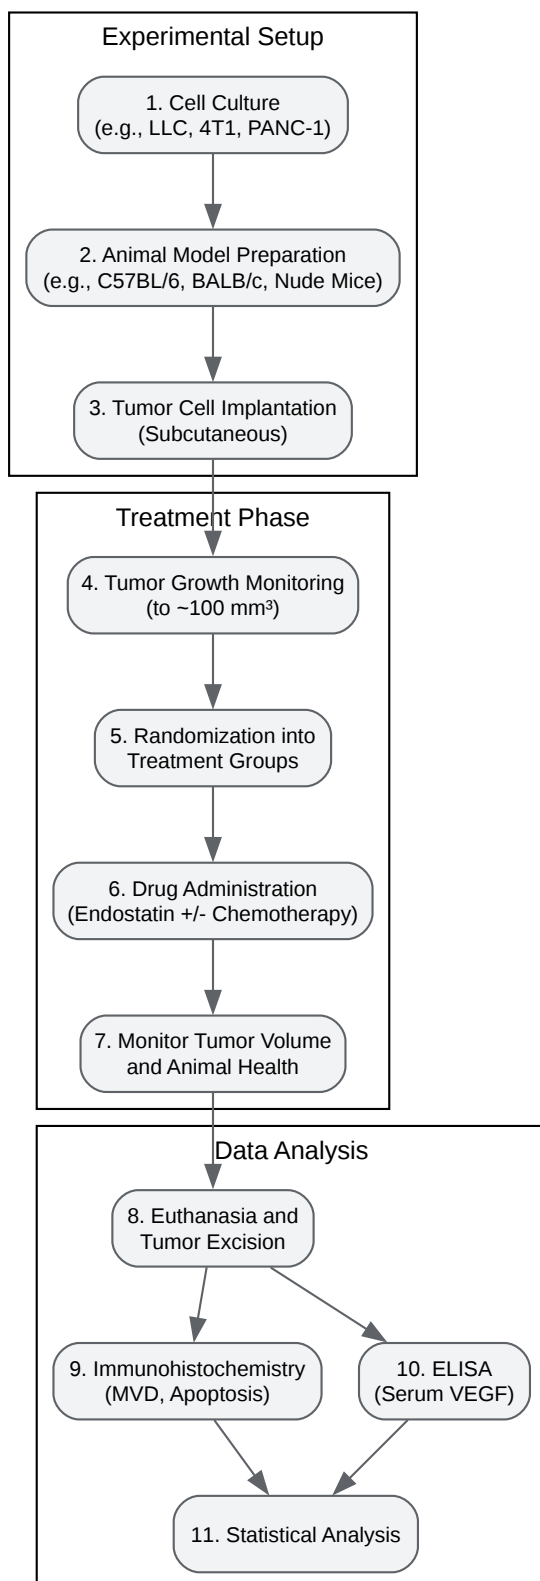 Experimental Setup
1. Cell Culture
(e.g., LLC, 4T1, PANC-1)
2. Animal Model Preparation
(e.g., C57BL/6, BALB/c, Nude Mice)
3. Tumor Cell Implantation
(Subcutaneous)
Treatment Phase
4. Tumor Growth Monitoring
(to ~100 mm³)
5. Randomization into
Treatment Groups
6. Drug Administration
(Endostatin +/- Chemotherapy)
7. Monitor Tumor Volume
and Animal Health
Data Analysis
8. Euthanasia and
Tumor Excision
9. Immunohistochemistry
(MVD, Apoptosis)
10. ELISA
(Serum VEGF)
11. Statistical Analysis